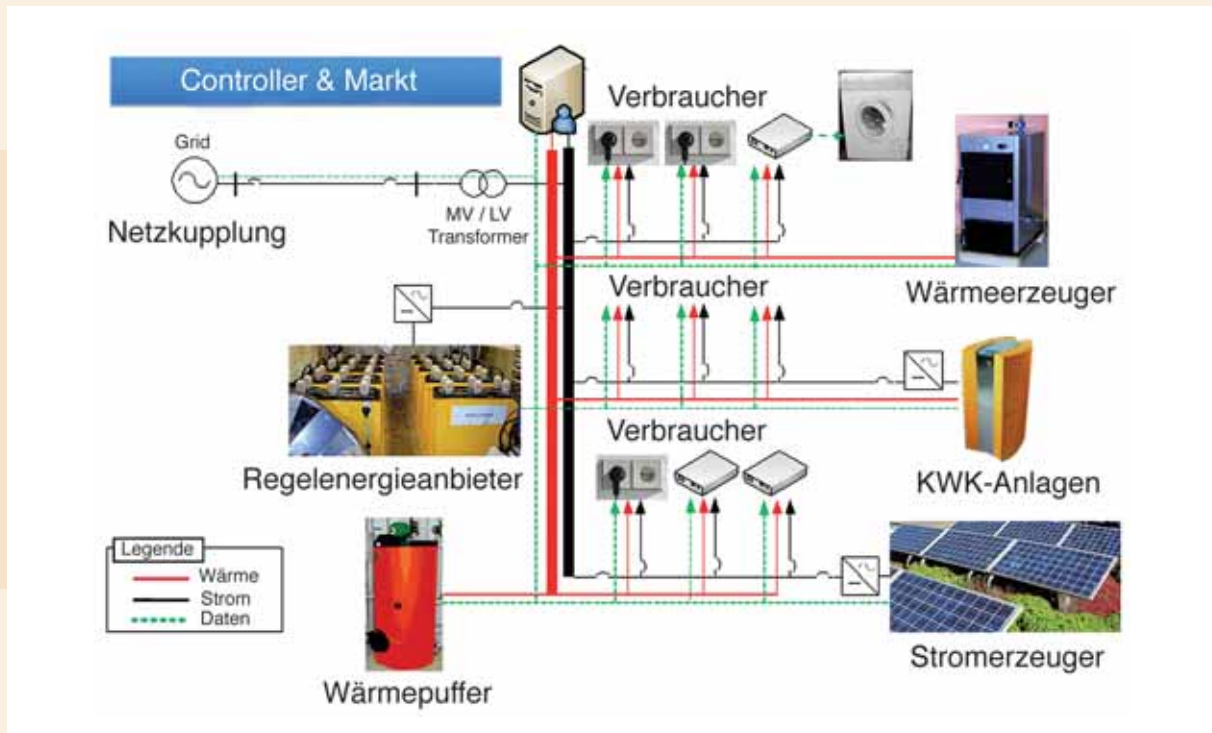 Controller & Markt
Verbraucher
Grid
Netzkupplung
MV / LV
Transformer
Wärmeerzeuger
Verbraucher
Regelenergieanbieter
Verbraucher
KWK-Anlagen
Legende
Wärme
Strom
Daten
Wärmepuffer
Stromerzeuger